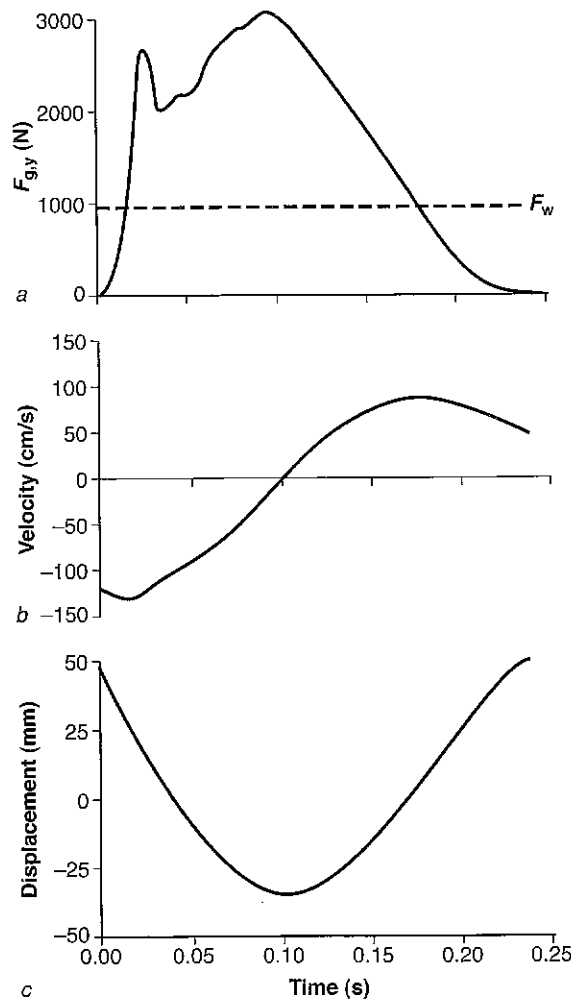 3000
2000
1000
0
F_g,y (N)
F_w
a
150
100
50
0
−50
−100
−150
Velocity (cm/s)
b
50
25
0
−25
−50
Displacement (mm)
0.00 0.05 0.10 0.15 0.20 0.25
Time (s)
c